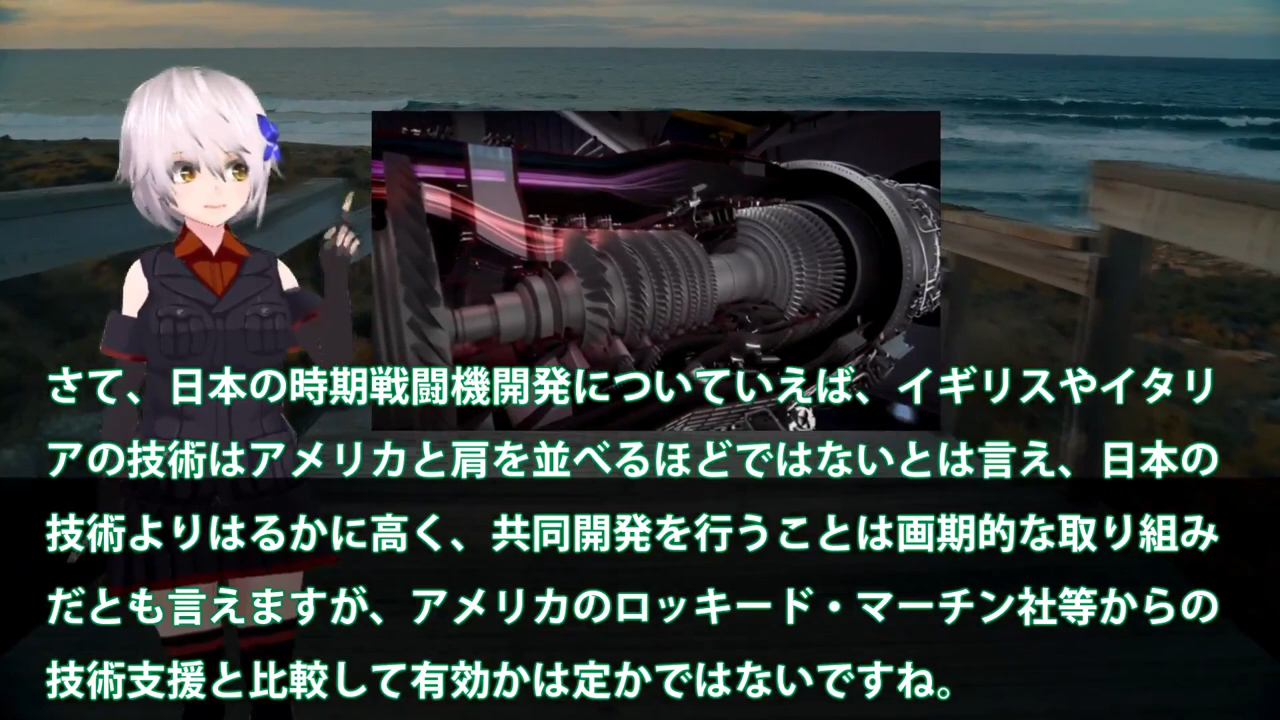 さて、日本の時期戦闘機開発についていえば、イギリスやイタリ
アの技術はアメリカと肩を並べるほどではないとは言え、日本の
技術よりはるかに高く、共同開発を行うことは画期的な取り組み
だとも言えますが、アメリカのロッキード・マーチン社等からの
技術支援と比較して有効かは定かではないですね。